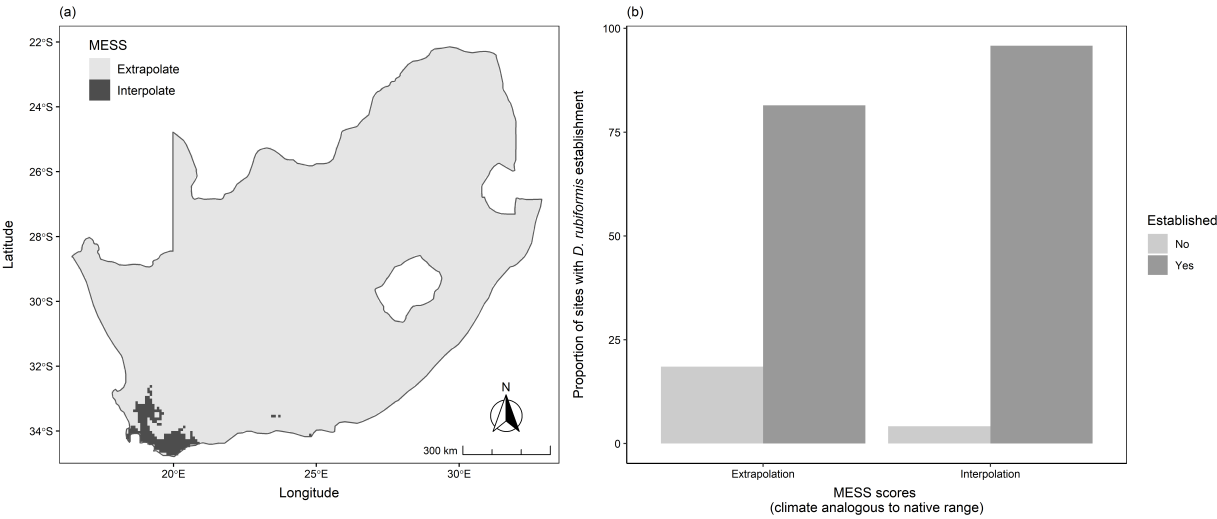 (a)
MESS
Extrapolate
Interpolate
22°S
24°S
26°S
28°S
30°S
32°S
34°S
Latitude
N
300 km
20°E
25°E
30°E
Longitude
(b)
100
75
50
25
0
Proportion of sites with D. rubiformis establishment
Extrapolation
Interpolation
MESS scores
(climate analogous to native range)
Established
No
Yes